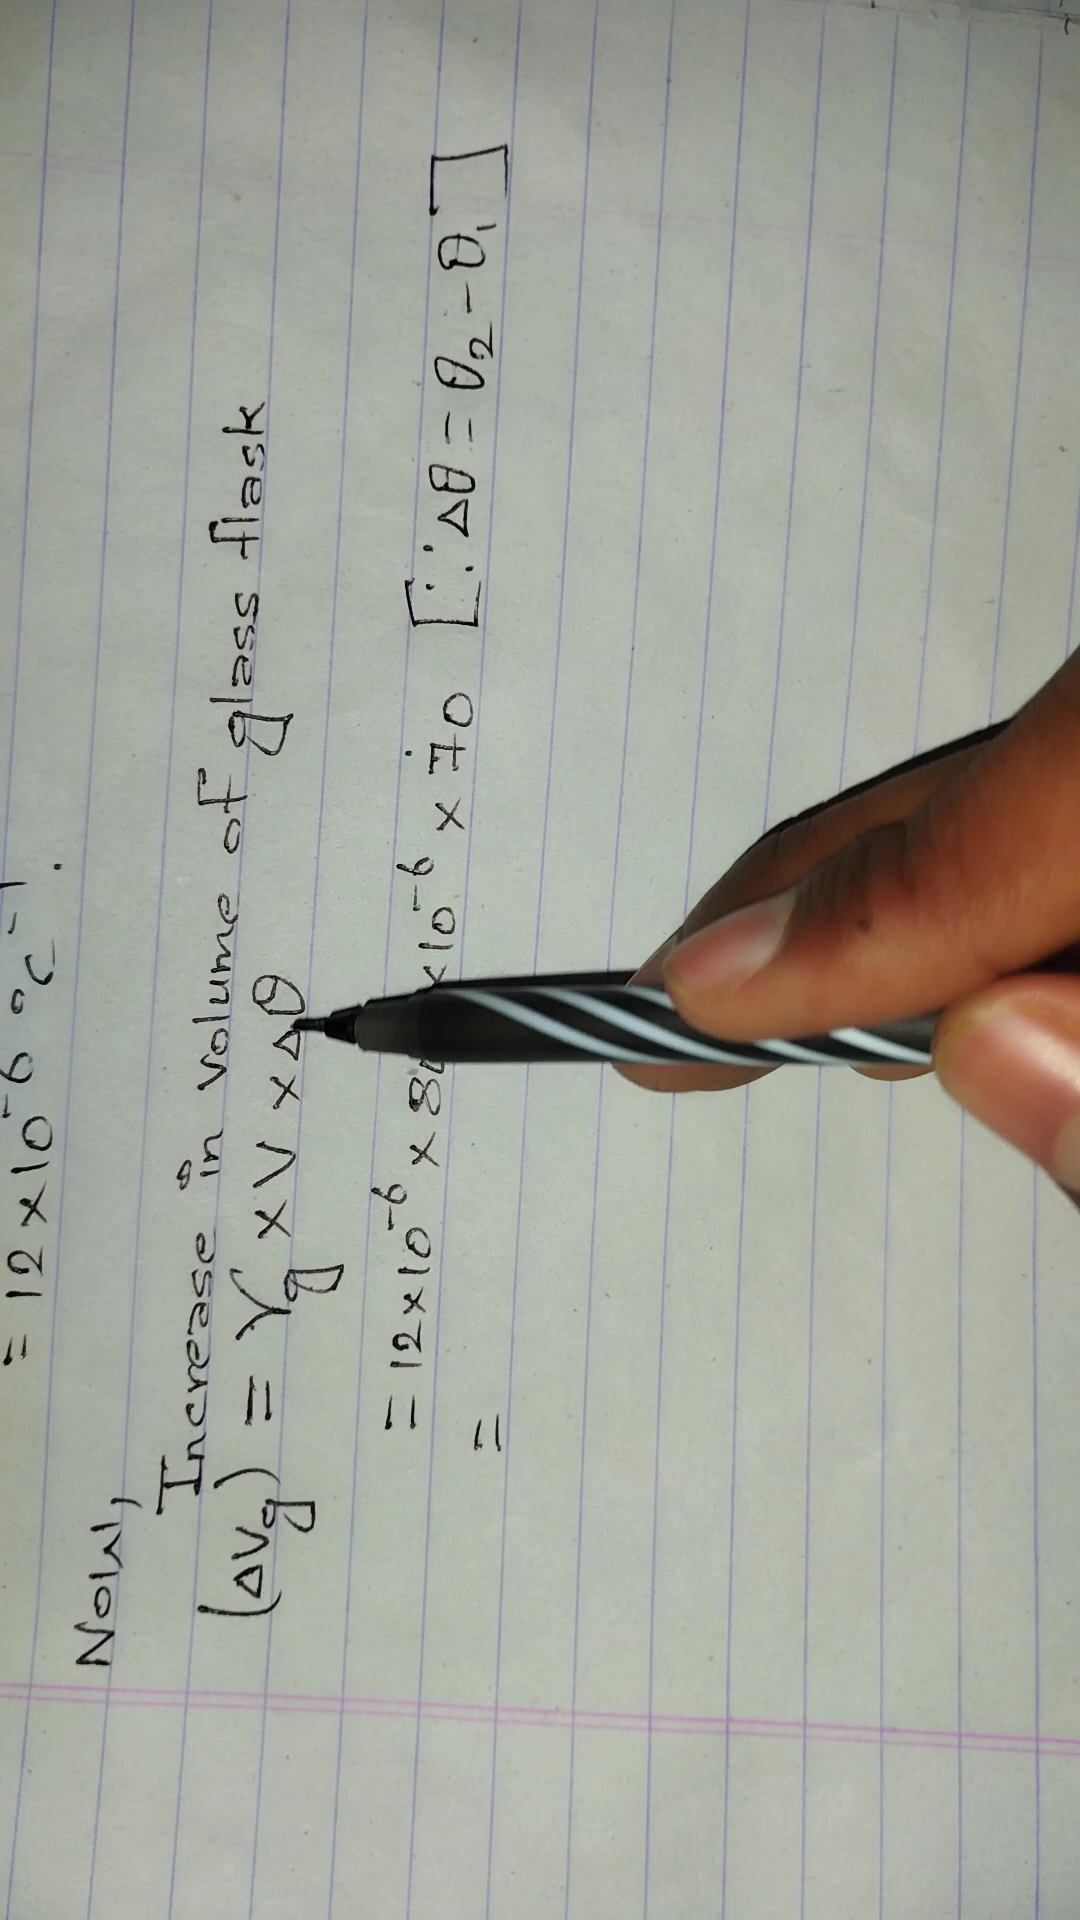 = 12 × 10⁻⁶ °C⁻¹.
Now,
Increase in volume of glass flask
(ΔVg) = γg × V × Δθ
= 12 × 10⁻⁶ × 8 × 10⁻⁶ × 70 [∵ Δθ = θ₂ - θ₁]
=